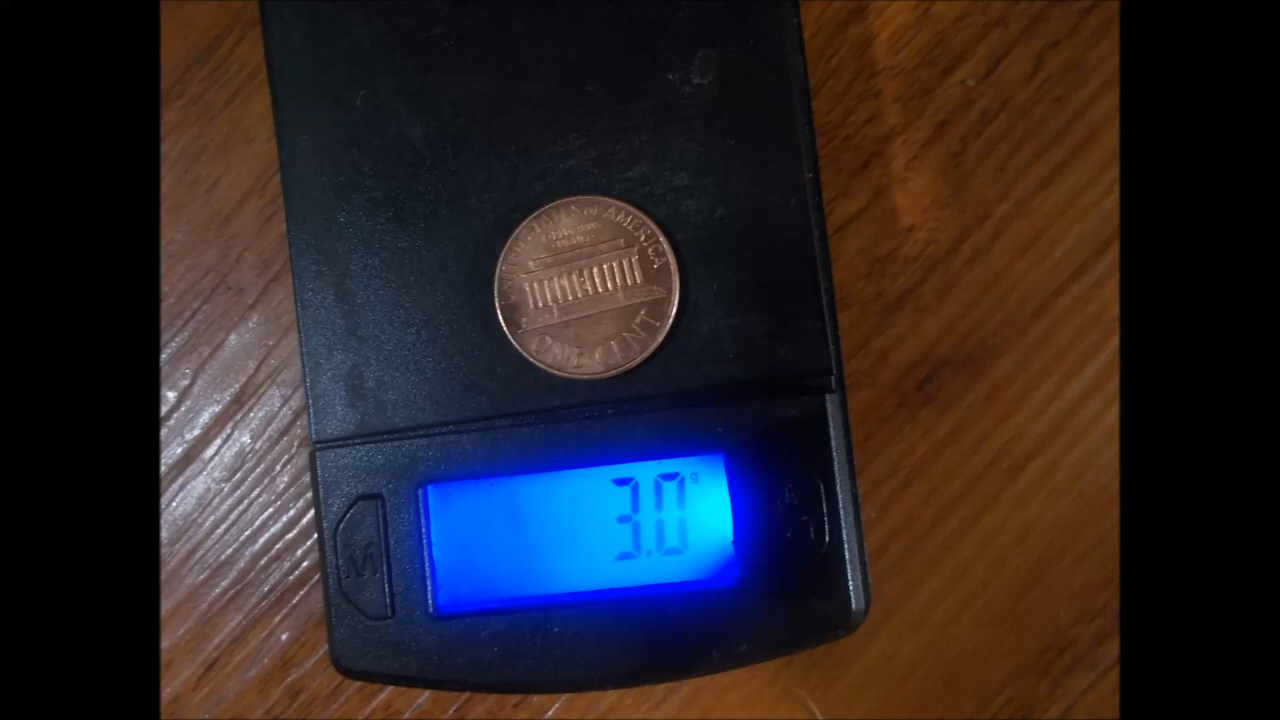 UNITED STATES OF AMERICA
E PLURIBUS
UNUM
ONE CENT
3.0 g
M